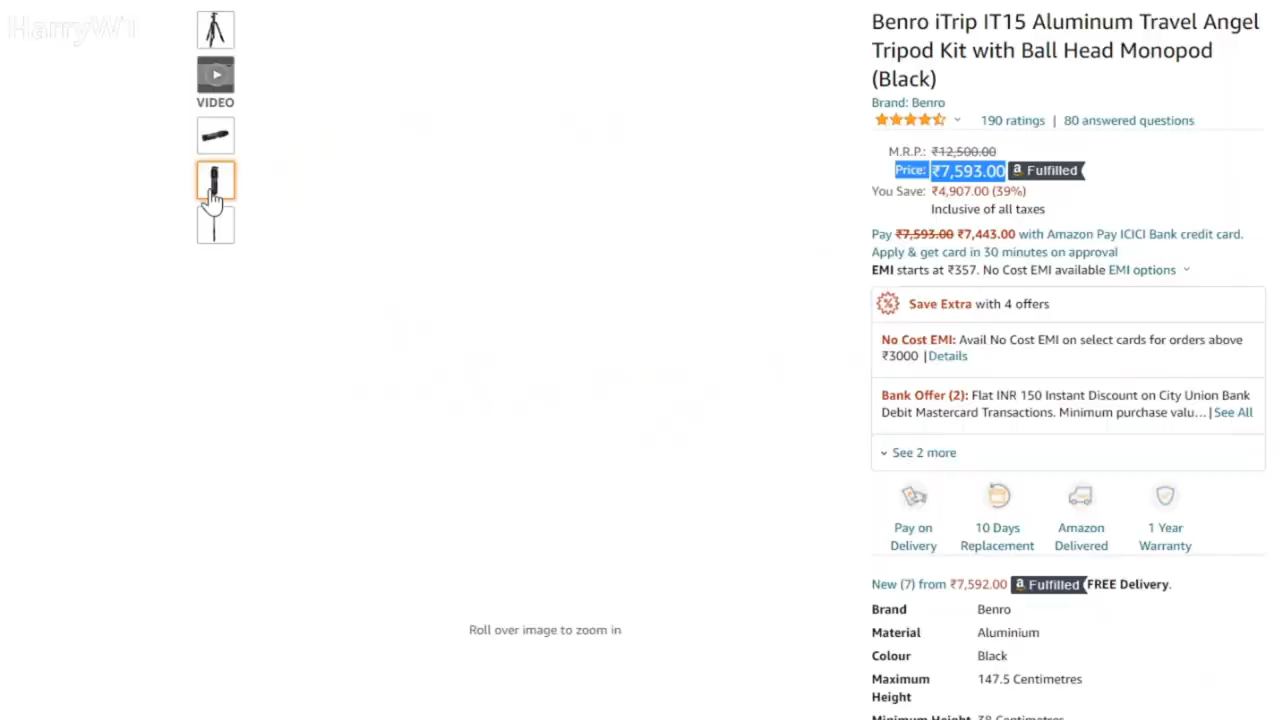 HarryW1
VIDEO
Roll over image to zoom in
Benro iTrip IT15 Aluminum Travel Angel
Tripod Kit with Ball Head Monopod
(Black)
Brand: Benro
190 ratings | 80 answered questions
M.R.P.: ₹12,500.00
Price: ₹7,593.00 a Fulfilled
You Save: ₹4,907.00 (39%)
Inclusive of all taxes
Pay ₹7,593.00 ₹7,443.00 with Amazon Pay ICICI Bank credit card.
Apply & get card in 30 minutes on approval
EMI starts at ₹357. No Cost EMI available EMI options
Save Extra with 4 offers
No Cost EMI: Avail No Cost EMI on select cards for orders above
₹3000 | Details
Bank Offer (2): Flat INR 150 Instant Discount on City Union Bank
Debit Mastercard Transactions. Minimum purchase valu... | See All
See 2 more
Pay on
Delivery
10 Days
Replacement
Amazon
Delivered
1 Year
Warranty
New (7) from ₹7,592.00 a Fulfilled FREE Delivery.
Brand Benro
Material Aluminium
Colour Black
Maximum
Height 147.5 Centimetres
Minimum Height